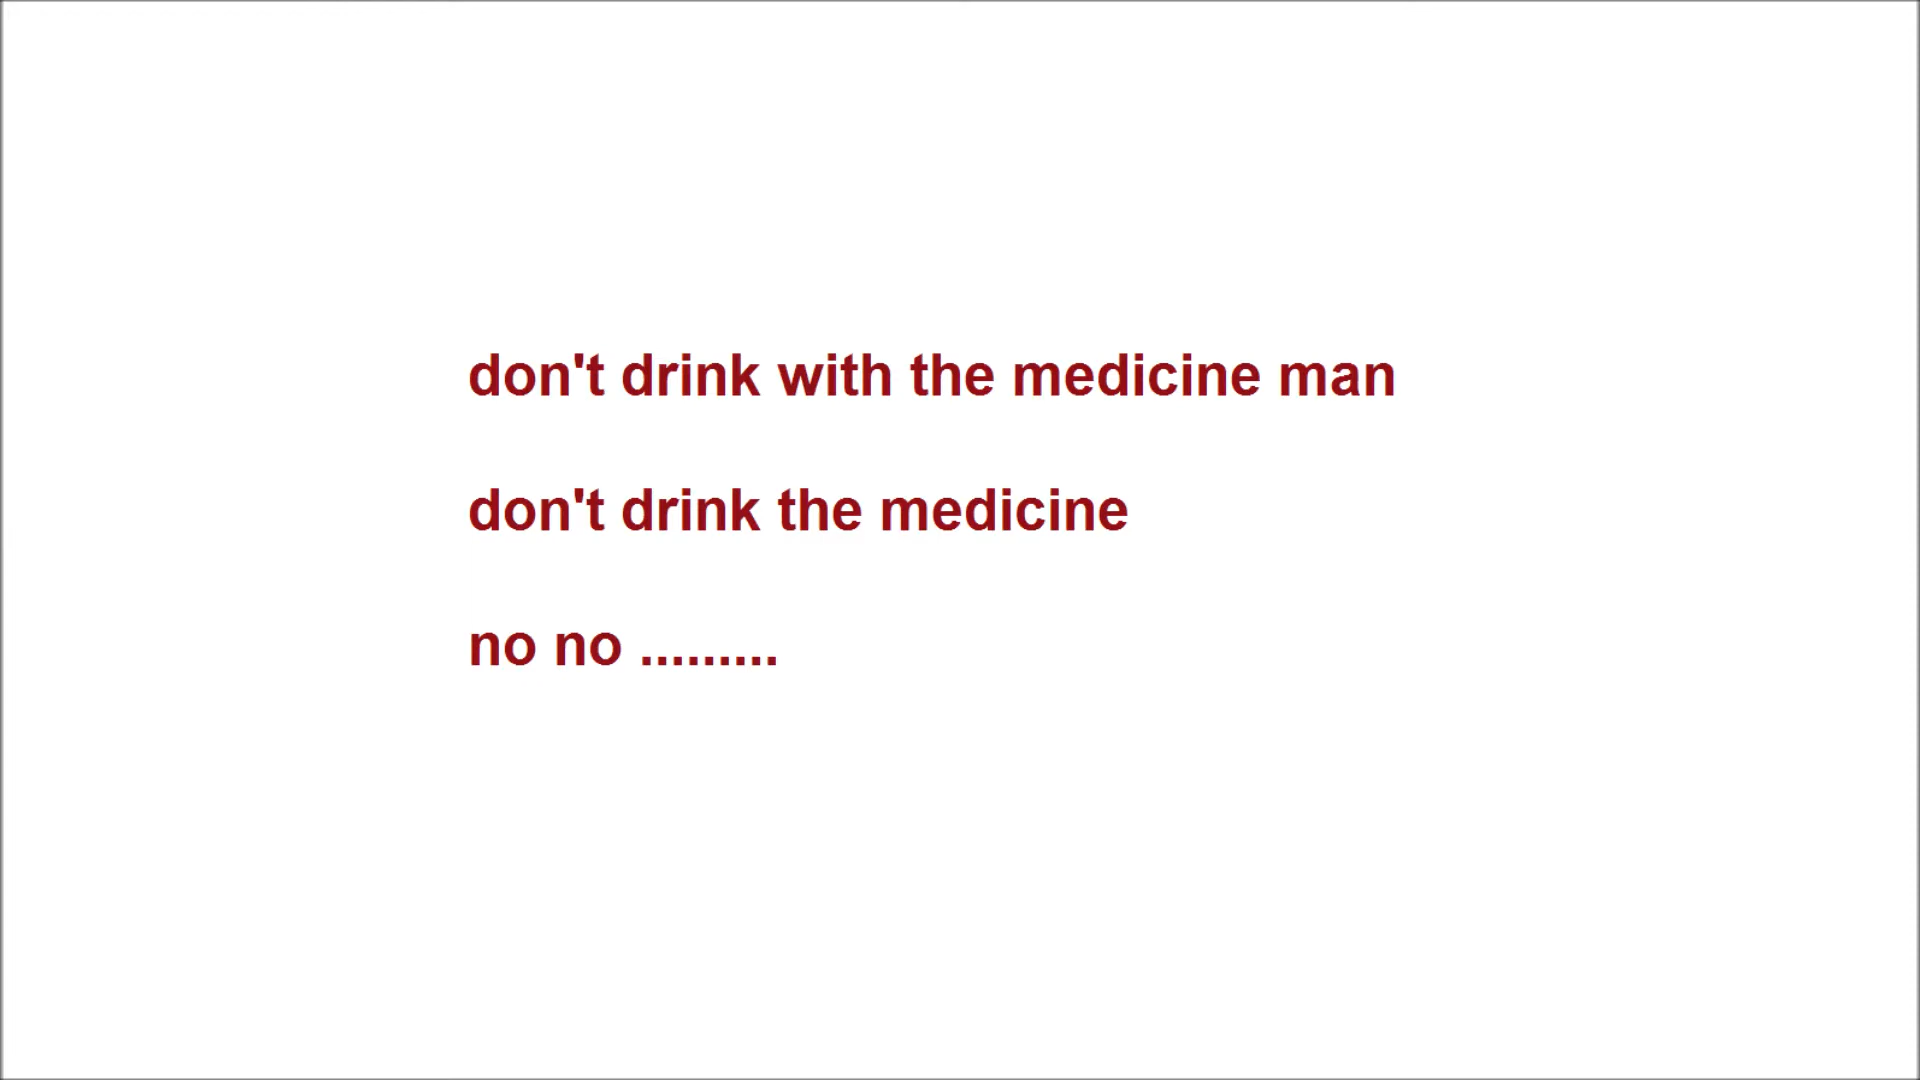 don't drink with the medicine man
don't drink the medicine
no no .........